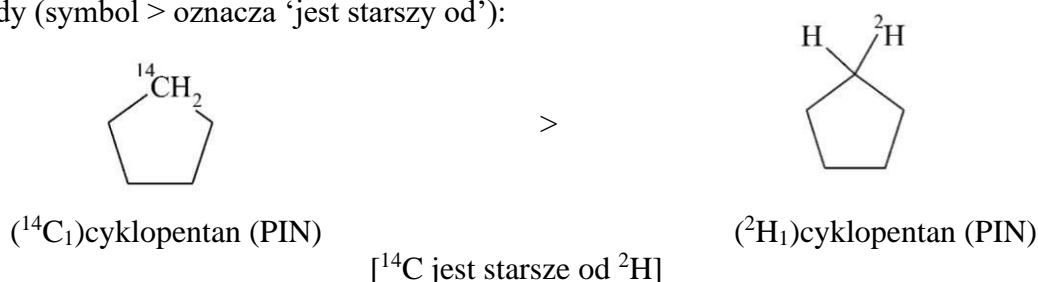 dy (symbol > oznacza ‘jest starszy od’):
¹⁴CH₂
H ²H
>
(¹⁴C₁)cyklopentan (PIN) (²H₁)cyklopentan (PIN)
[¹⁴C jest starsze od ²H]